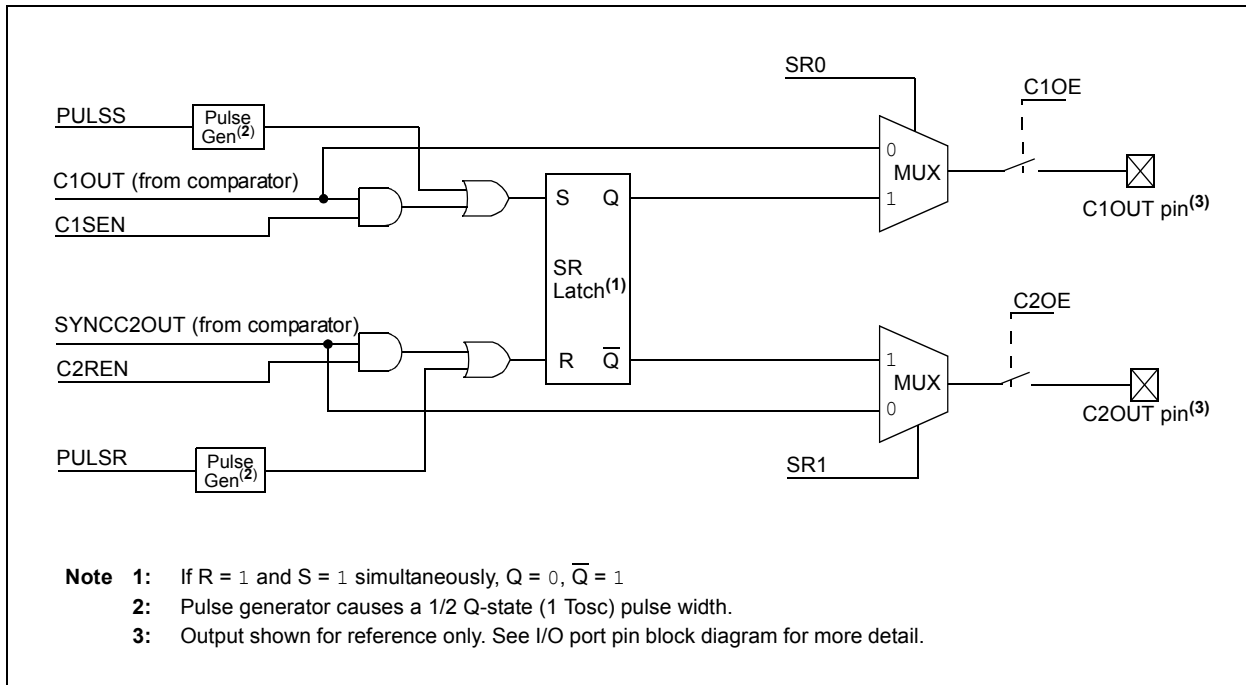 SR0
C1OE
PULSS
Pulse
Gen(2)
C1OUT (from comparator)
0
MUX
1
C1OUT pin(3)
C1SEN
S Q
SR
Latch(1)
SYNCC2OUT (from comparator)
C2OE
C2REN
R Q̅
1
MUX
0
C2OUT pin(3)
PULSR
Pulse
Gen(2)
SR1
Note 1: If R = 1 and S = 1 simultaneously, Q = 0, Q̅ = 1
2: Pulse generator causes a 1/2 Q-state (1 Tosc) pulse width.
3: Output shown for reference only. See I/O port pin block diagram for more detail.